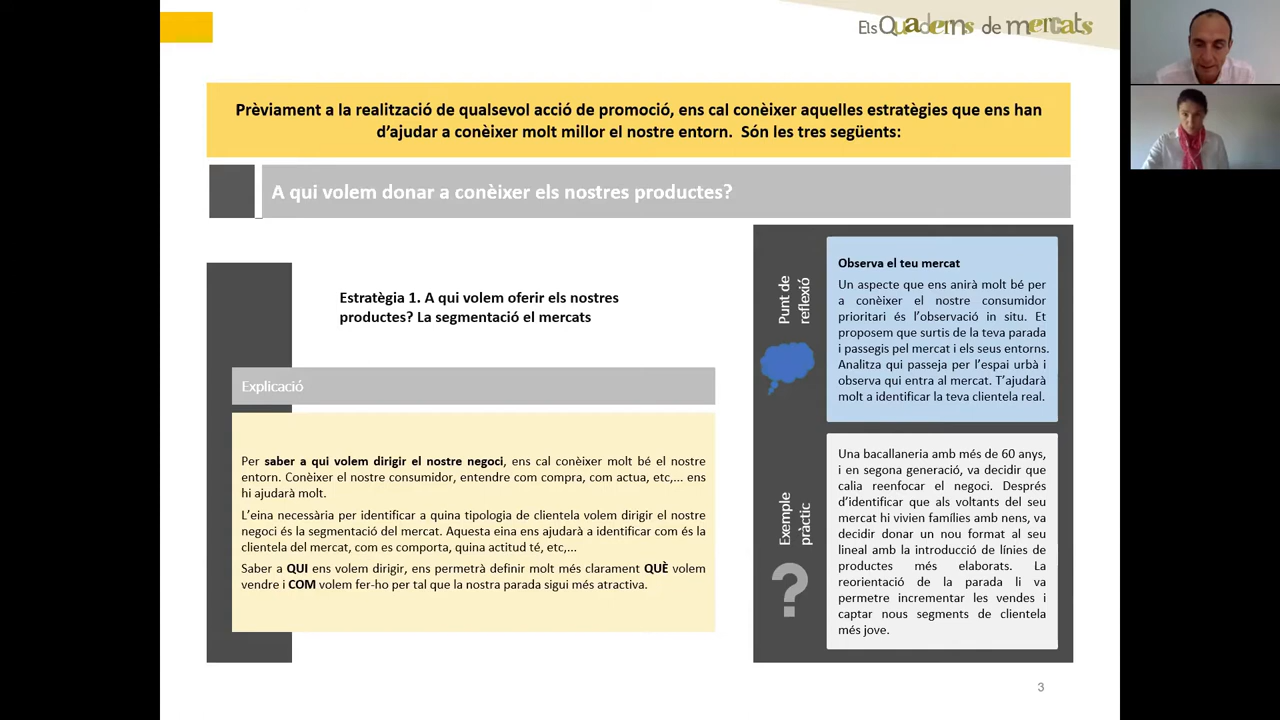 Els Quaderns de mercats
Prèviament a la realització de qualsevol acció de promoció, ens cal conèixer aquelles estratègies que ens han
d'ajudar a conèixer molt millor el nostre entorn. Són les tres següents:
A qui volem donar a conèixer els nostres productes?
Estratègia 1. A qui volem oferir els nostres
productes? La segmentació el mercats
Explicació
Per saber a qui volem dirigir el nostre negoci, ens cal conèixer molt bé el nostre
entorn. Conèixer el nostre consumidor, entendre com compra, com actua, etc,... ens
hi ajudarà molt.
L'eina necessària per identificar a quina tipologia de clientela volem dirigir el nostre
negoci és la segmentació del mercat. Aquesta eina ens ajudarà a identificar com és la
clientela del mercat, com es comporta, quina actitud té, etc,...
Saber a QUI ens volem dirigir, ens permetrà definir molt més clarament QUÈ volem
vendre i COM volem fer-ho per tal que la nostra parada sigui més atractiva.
Punt de
reflexió
Observa el teu mercat
Un aspecte que ens anirà molt bé per
a conèixer el nostre consumidor
prioritari és l'observació in situ. Et
proposem que surtis de la teva parada
i passegis pel mercat i els seus entorns.
Analitza qui passeja per l'espai urbà i
observa qui entra al mercat. T'ajudarà
molt a identificar la teva clientela real.
Exemple
pràctic
?
Una bacallaneria amb més de 60 anys,
i en segona generació, va decidir que
calia reenfocar el negoci. Després
d'identificar que als voltants del seu
mercat hi vivien famílies amb nens, va
decidir donar un nou format al seu
lineal amb la introducció de línies de
productes més elaborats. La
reorientació de la parada li va
permetre incrementar les vendes i
captar nous segments de clientela
més jove.
3